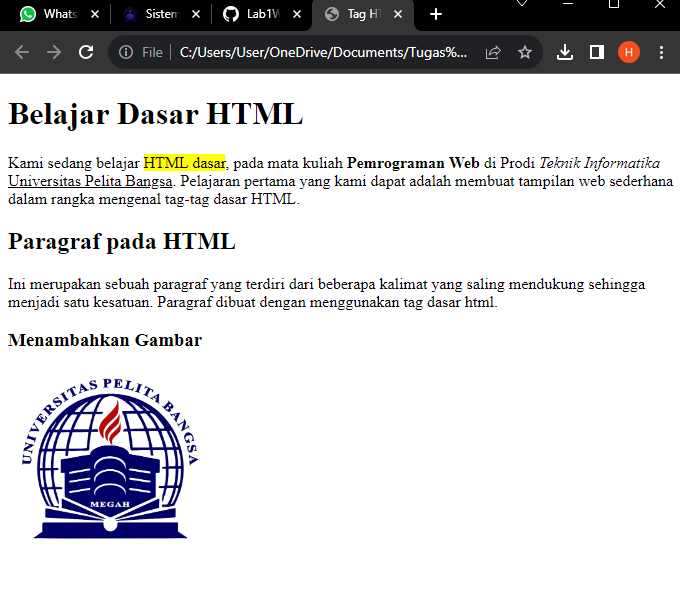 Whats
Sistem
Lab1W
Tag HT
File
C:/Users/User/OneDrive/Documents/Tugas%...
H
Belajar Dasar HTML
Kami sedang belajar HTML dasar, pada mata kuliah Pemrograman Web di Prodi Teknik Informatika
Universitas Pelita Bangsa. Pelajaran pertama yang kami dapat adalah membuat tampilan web sederhana
dalam rangka mengenal tag-tag dasar HTML.
Paragraf pada HTML
Ini merupakan sebuah paragraf yang terdiri dari beberapa kalimat yang saling mendukung sehingga
menjadi satu kesatuan. Paragraf dibuat dengan menggunakan tag dasar html.
Menambahkan Gambar
UNIVERSITAS PELITA BANGSA
MEGAH